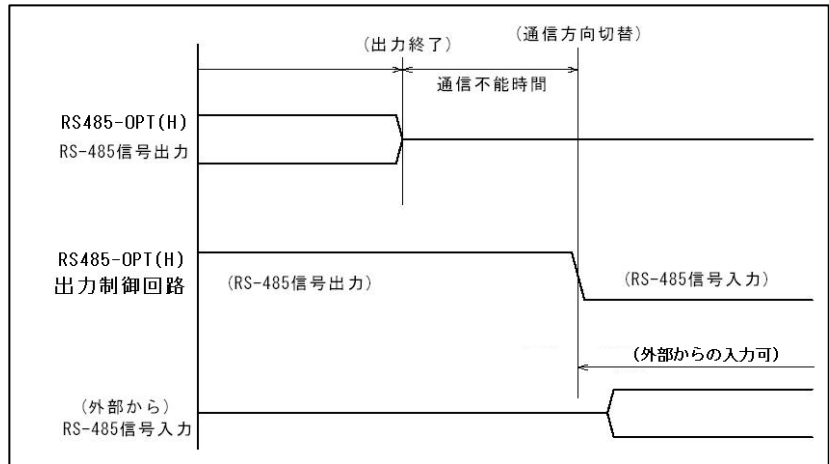 (出力終了)
(通信方向切替)
通信不能時間
RS485-OPT(H)
RS-485信号出力
RS485-OPT(H)
出力制御回路
(RS-485信号出力)
(RS-485信号入力)
(外部からの入力可)
(外部から)
RS-485信号入力